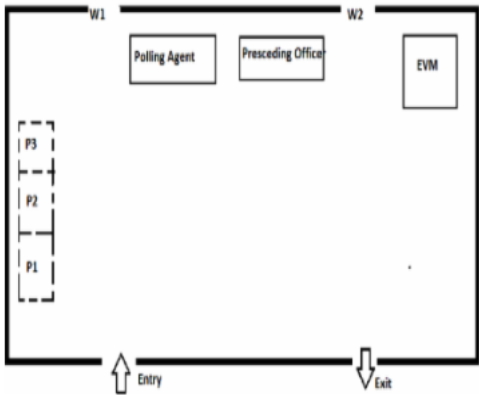 W1
W2
Polling Agent
Presceding Officer
EVM
P3
P2
P1
Entry
Exit